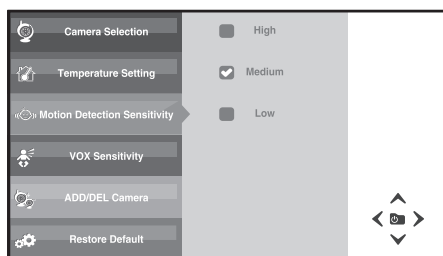 Camera Selection
Temperature Setting
Motion Detection Sensitivity
VOX Sensitivity
ADD/DEL Camera
Restore Default
High
Medium
Low